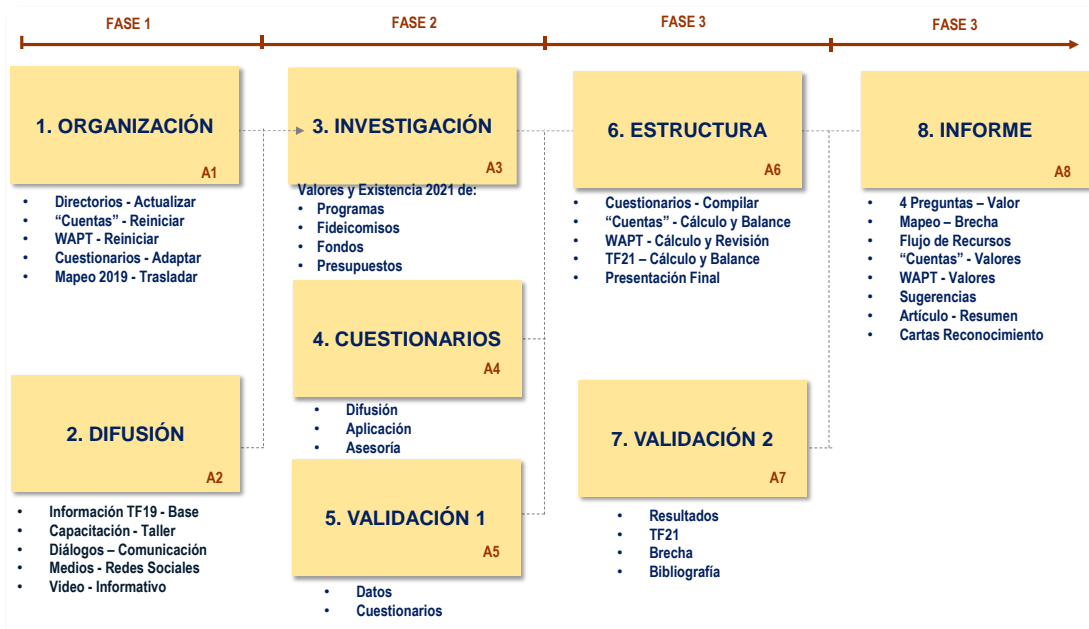 FASE 1
FASE 2
FASE 3
FASE 3
1. ORGANIZACIÓN
A1
• Directorios - Actualizar
• “Cuentas” - Reiniciar
• WAPT - Reiniciar
• Cuestionarios - Adaptar
• Mapeo 2019 - Trasladar
2. DIFUSIÓN
A2
• Información TF19 - Base
• Capacitación - Taller
• Diálogos – Comunicación
• Medios - Redes Sociales
• Video - Informativo
3. INVESTIGACIÓN
A3
Valores y Existencia 2021 de:
• Programas
• Fideicomisos
• Fondos
• Presupuestos
4. CUESTIONARIOS
A4
• Difusión
• Aplicación
• Asesoría
5. VALIDACIÓN 1
A5
• Datos
• Cuestionarios
6. ESTRUCTURA
A6
• Cuestionarios - Compilar
• “Cuentas” - Cálculo y Balance
• WAPT - Cálculo y Revisión
• TF21 – Cálculo y Balance
• Presentación Final
7. VALIDACIÓN 2
A7
• Resultados
• TF21
• Brecha
• Bibliografía
8. INFORME
A8
• 4 Preguntas – Valor
• Mapeo – Brecha
• Flujo de Recursos
• “Cuentas” - Valores
• WAPT - Valores
• Sugerencias
• Artículo - Resumen
• Cartas Reconocimiento